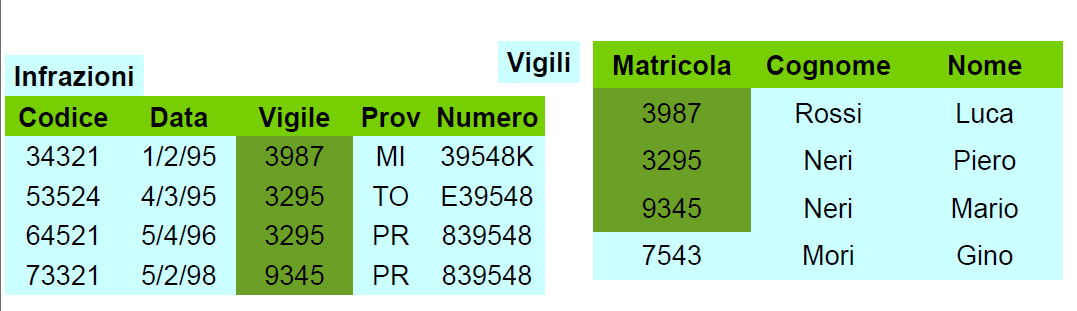 Infrazioni
Codice Data Vigile Prov Numero
34321 1/2/95 3987 MI 39548K
53524 4/3/95 3295 TO E39548
64521 5/4/96 3295 PR 839548
73321 5/2/98 9345 PR 839548
Vigili
Matricola Cognome Nome
3987 Rossi Luca
3295 Neri Piero
9345 Neri Mario
7543 Mori Gino